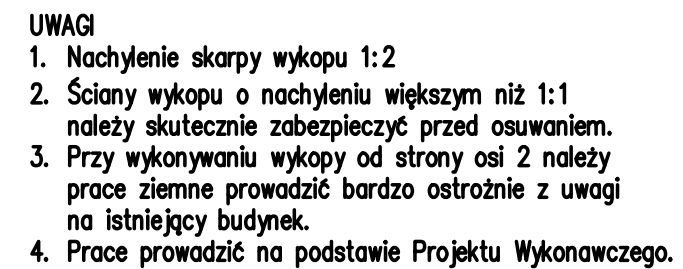 UWAGI
1. Nachylenie skarpy wykopu 1:2
2. Ściany wykopu o nachyleniu większym niż 1:1
należy skutecznie zabezpieczyć przed osuwaniem.
3. Przy wykonywaniu wykopy od strony osi 2 należy
prace ziemne prowadzić bardzo ostrożnie z uwagi
na istniejący budynek.
4. Prace prowadzić na podstawie Projektu Wykonawczego.